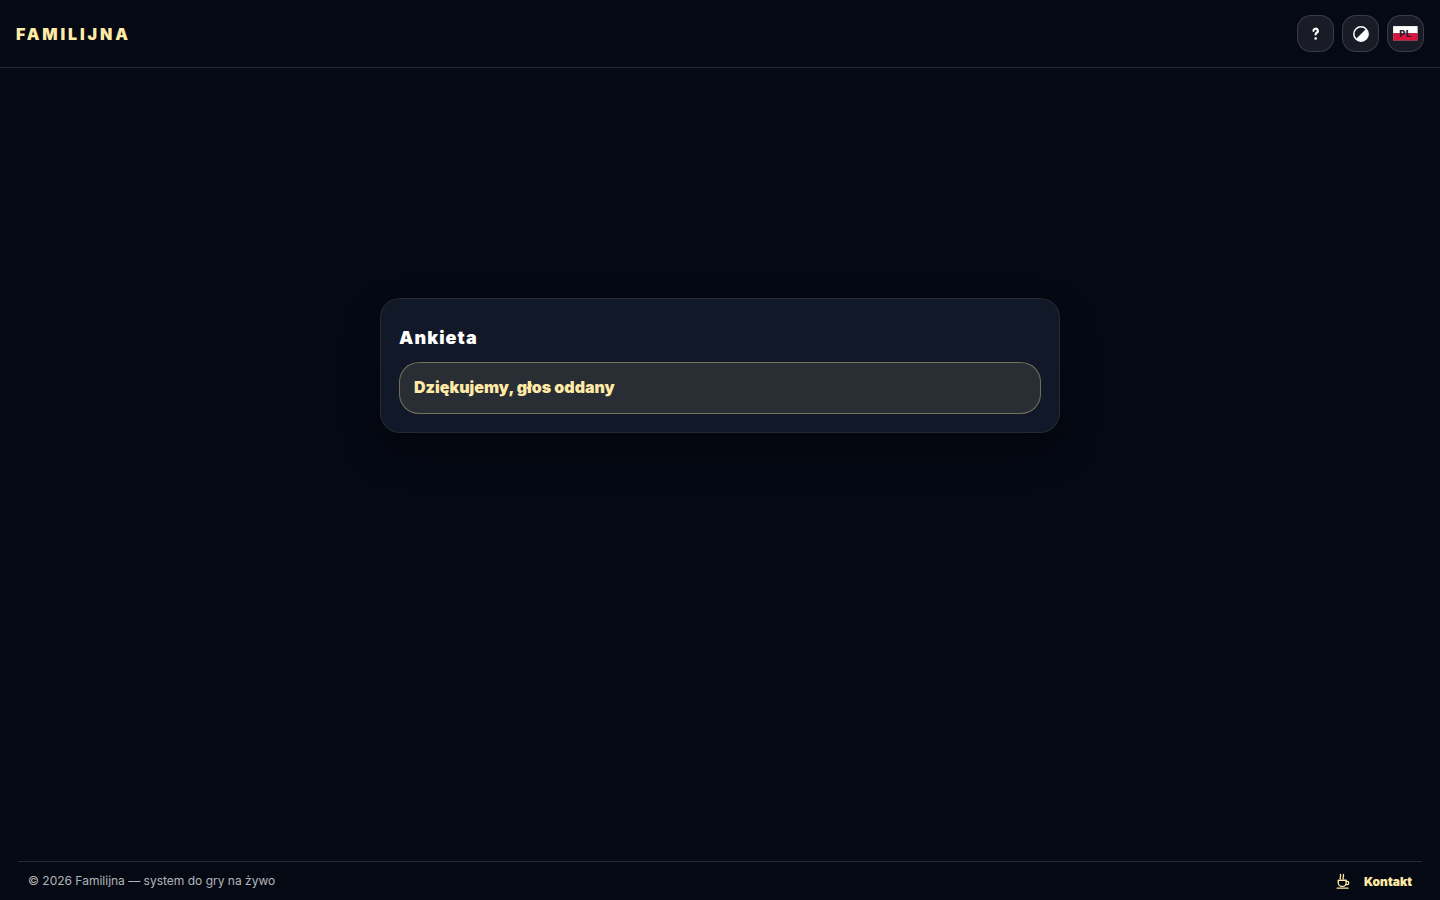 FAMILIJNA
?
PL
Ankieta
Dziękujemy, głos oddany
© 2026 Familijna — system do gry na żywo
Kontakt